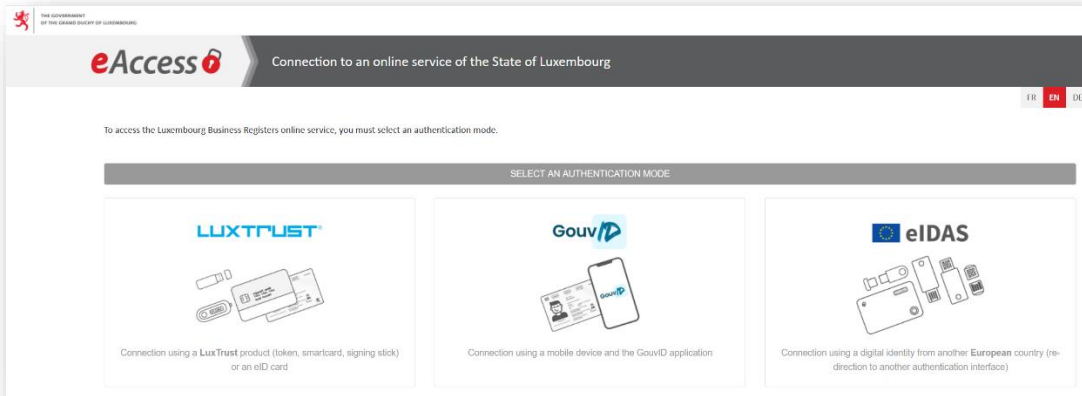 THE GOVERNMENT
OF THE GRAND DUCHY OF LUXEMBOURG
eAccess
Connection to an online service of the State of Luxembourg
FR EN DE
To access the Luxembourg Business Registers online service, you must select an authentication mode.
SELECT AN AUTHENTICATION MODE
LUXTRUST
GouvID
eIDAS
GouvID
Connection using a LuxTrust product (token, smartcard, signing stick)
or an eID card
Connection using a mobile device and the GouvID application
Connection using a digital identity from another European country (re-
direction to another authentication interface)